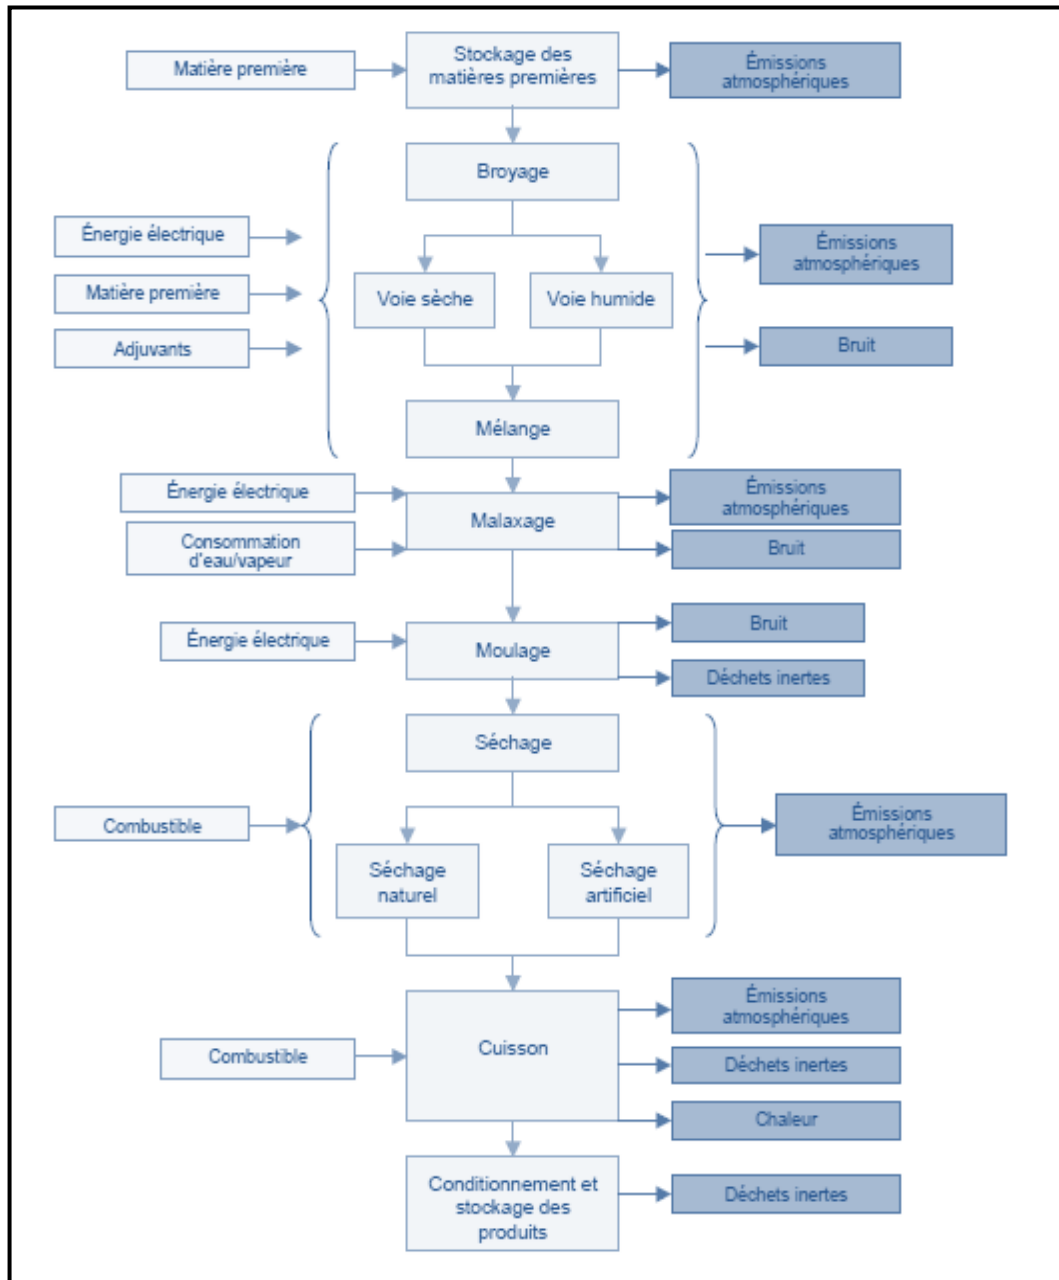 Matière première
Stockage des
matières premières
Émissions
atmosphériques
Broyage
Énergie électrique
Matière première
Adjuvants
Voie sèche
Voie humide
Émissions
atmosphériques
Bruit
Mélange
Énergie électrique
Consommation
d'eau/vapeur
Malaxage
Émissions
atmosphériques
Bruit
Énergie électrique
Moulage
Bruit
Déchets inertes
Séchage
Combustible
Séchage
naturel
Séchage
artificiel
Émissions
atmosphériques
Combustible
Cuisson
Émissions
atmosphériques
Déchets inertes
Chaleur
Conditionnement et
stockage des
produits
Déchets inertes